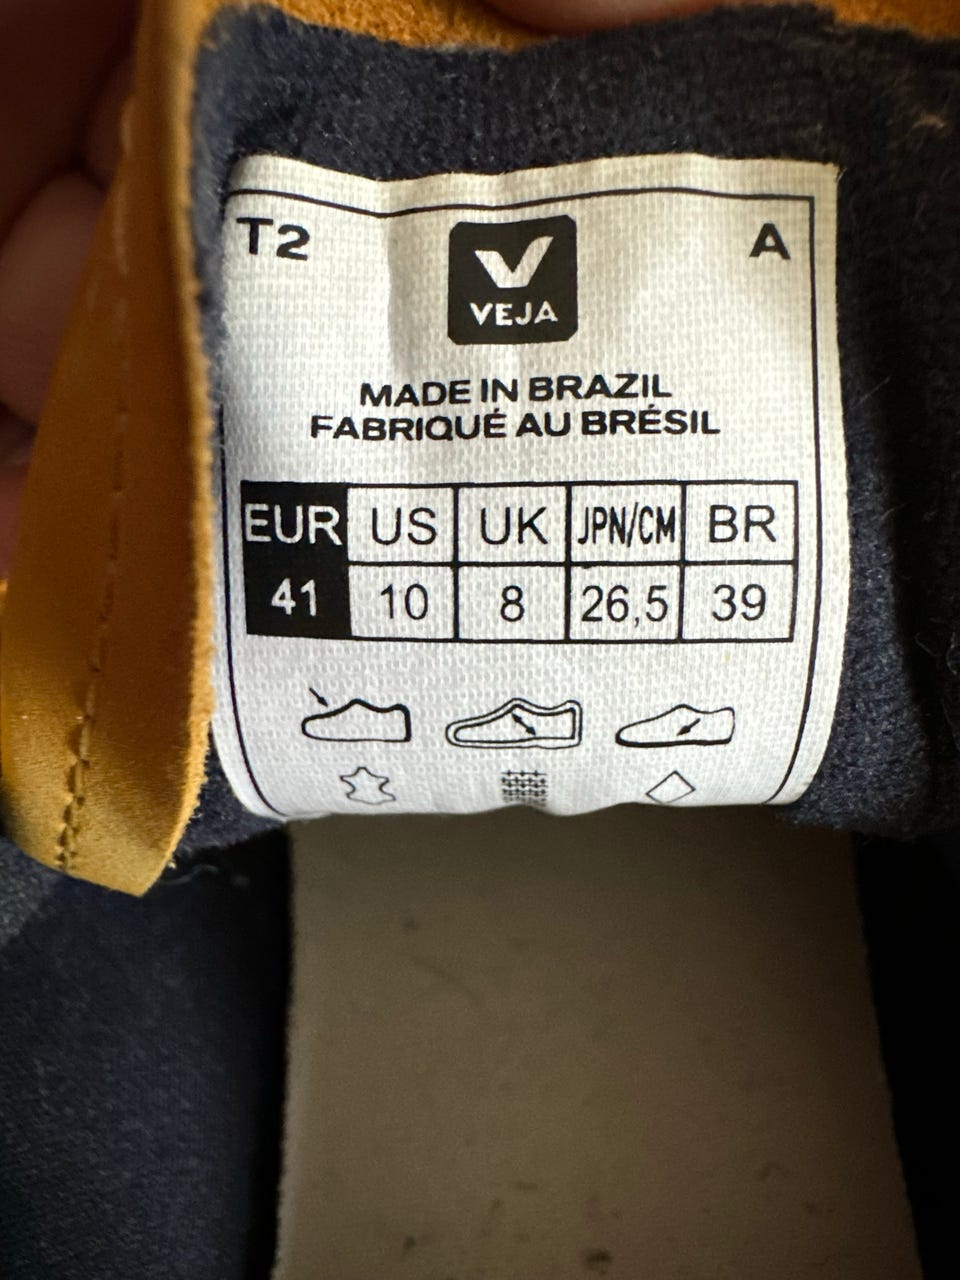 T2 A
VEJA
MADE IN BRAZIL
FABRIQUÉ AU BRÉSIL
EUR US UK JPN/CM BR
41 10 8 26,5 39